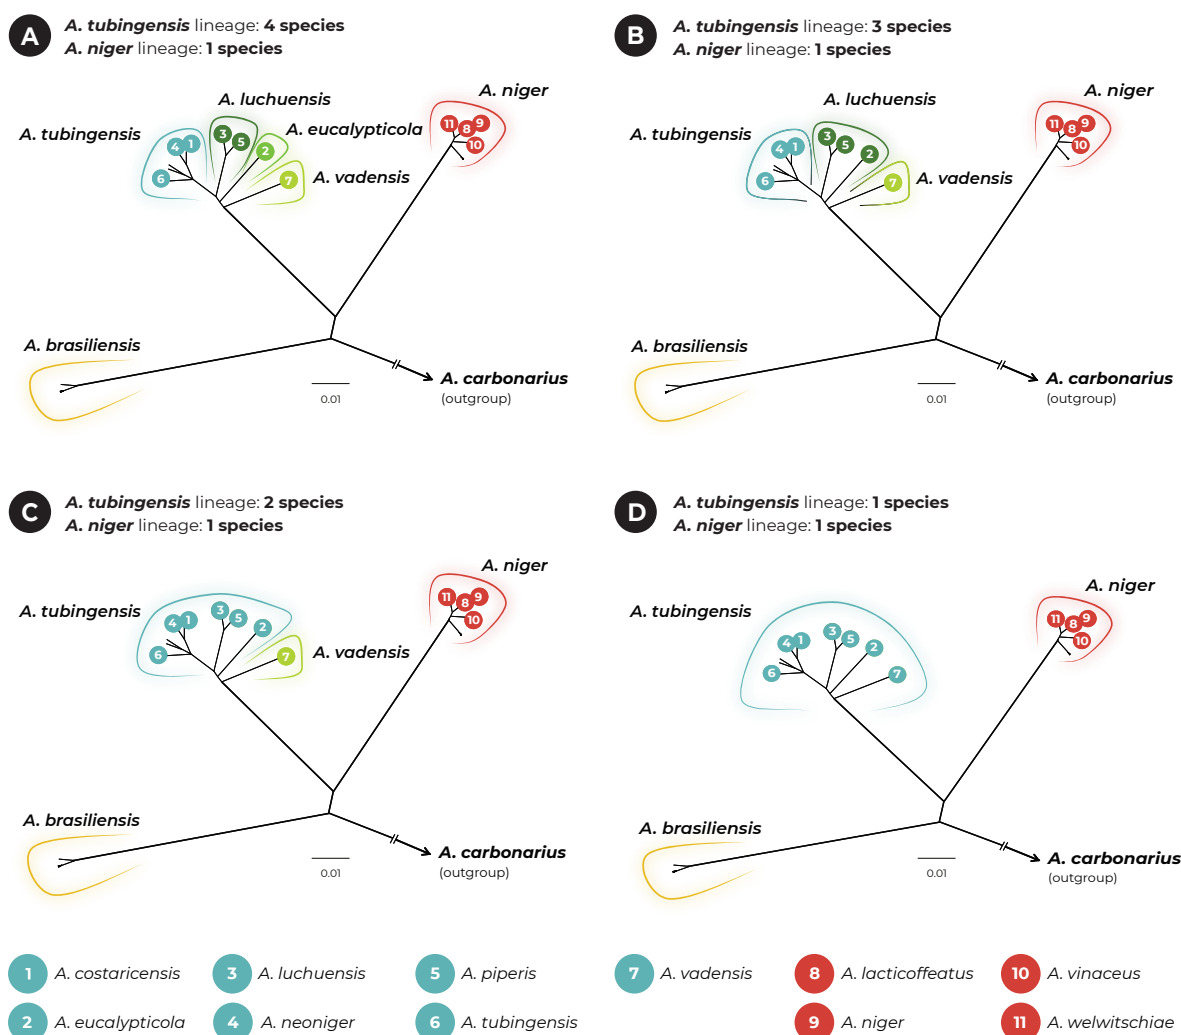 A
A. tubingensis lineage: 4 species
A. niger lineage: 1 species
A. niger
A. luchuensis
A. eucalypticola
A. tubingensis
A. vadensis
4
1
3
5
2
6
7
11
8
9
10
A. brasiliensis
A. carbonarius
(outgroup)
0.01
B
A. tubingensis lineage: 3 species
A. niger lineage: 1 species
A. niger
A. luchuensis
A. tubingensis
A. vadensis
4
1
3
5
2
6
7
11
8
9
10
A. brasiliensis
A. carbonarius
(outgroup)
0.01
C
A. tubingensis lineage: 2 species
A. niger lineage: 1 species
A. niger
A. tubingensis
A. vadensis
4
1
3
5
2
6
7
11
8
9
10
A. brasiliensis
A. carbonarius
(outgroup)
0.01
D
A. tubingensis lineage: 1 species
A. niger lineage: 1 species
A. niger
A. tubingensis
4
1
3
5
2
6
7
11
8
9
10
A. brasiliensis
A. carbonarius
(outgroup)
0.01
1 A. costaricensis
3 A. luchuensis
5 A. piperis
7 A. vadensis
8 A. lacticoffeatus
10 A. vinaceus
2 A. eucalypticola
4 A. neoniger
6 A. tubingensis
9 A. niger
11 A. welwitschiae